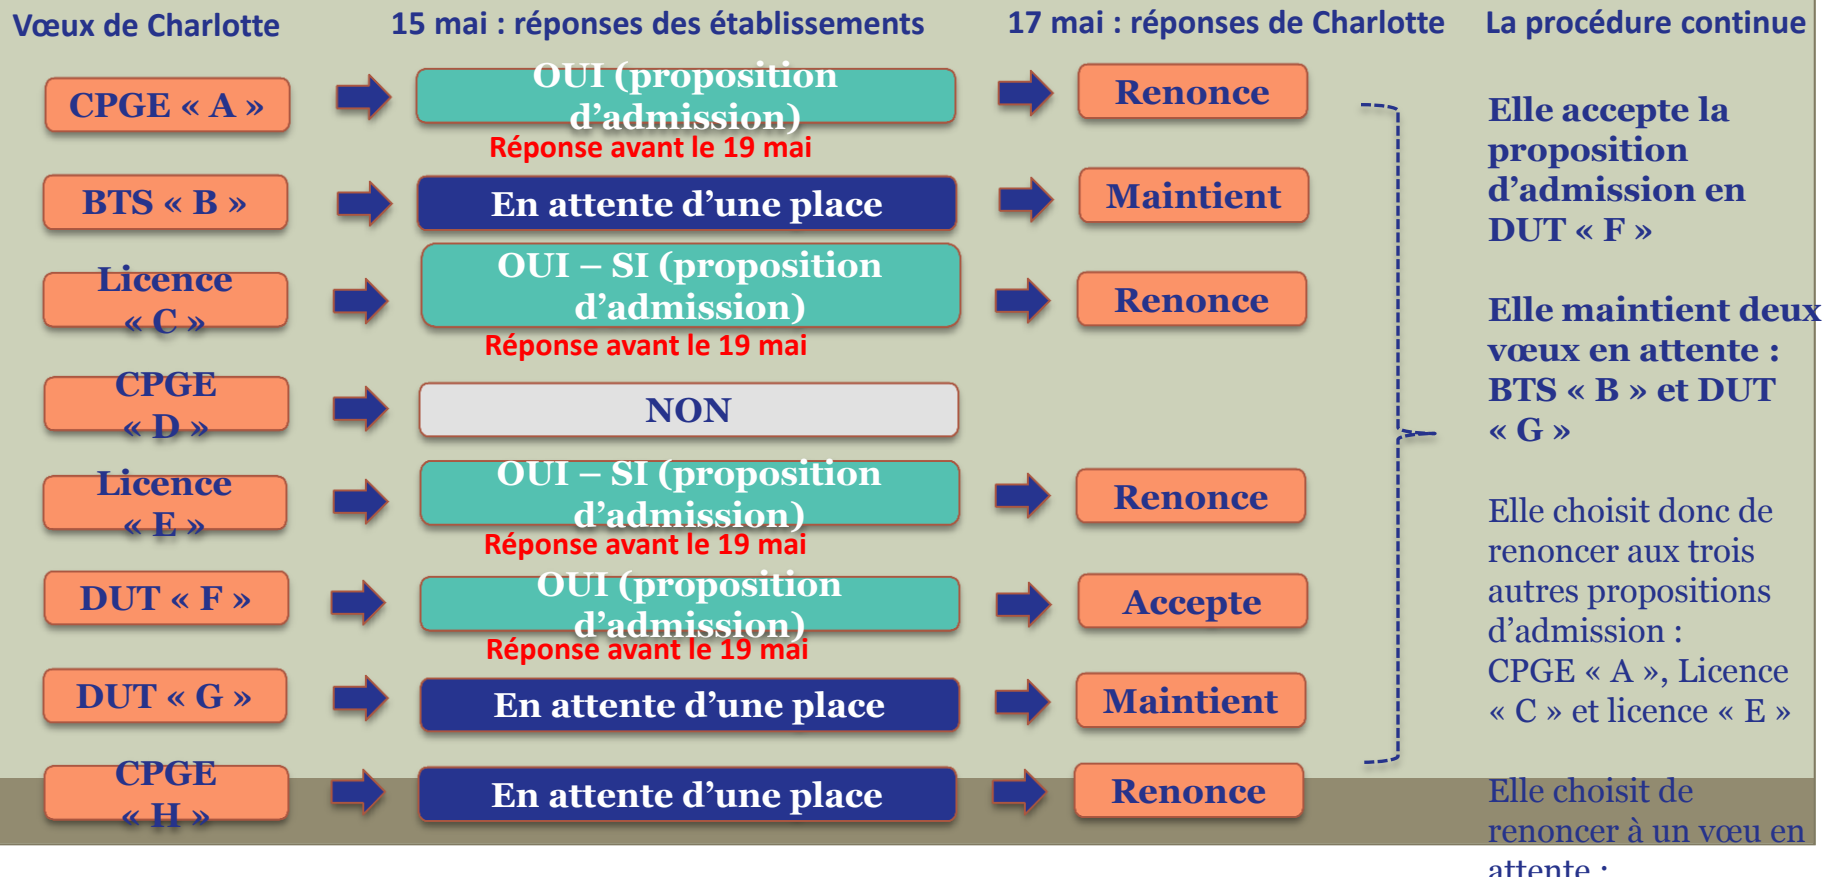 Vœux de Charlotte
15 mai : réponses des établissements
17 mai : réponses de Charlotte
La procédure continue
CPGE « A »
OUI (proposition
d’admission)
Réponse avant le 19 mai
Renonce
BTS « B »
En attente d’une place
Maintient
Licence
« C »
OUI – SI (proposition
d’admission)
Réponse avant le 19 mai
Renonce
CPGE
« D »
NON
Licence
« E »
OUI – SI (proposition
d’admission)
Réponse avant le 19 mai
Renonce
DUT « F »
OUI (proposition
d’admission)
Réponse avant le 19 mai
Accepte
DUT « G »
En attente d’une place
Maintient
CPGE
« H »
En attente d’une place
Renonce
Elle accepte la
proposition
d’admission en
DUT « F »
Elle maintient deux
vœux en attente :
BTS « B » et DUT
« G »
Elle choisit donc de
renoncer aux trois
autres propositions
d’admission :
CPGE « A », Licence
« C » et licence « E »
Elle choisit de
renoncer à un vœu en
attente :